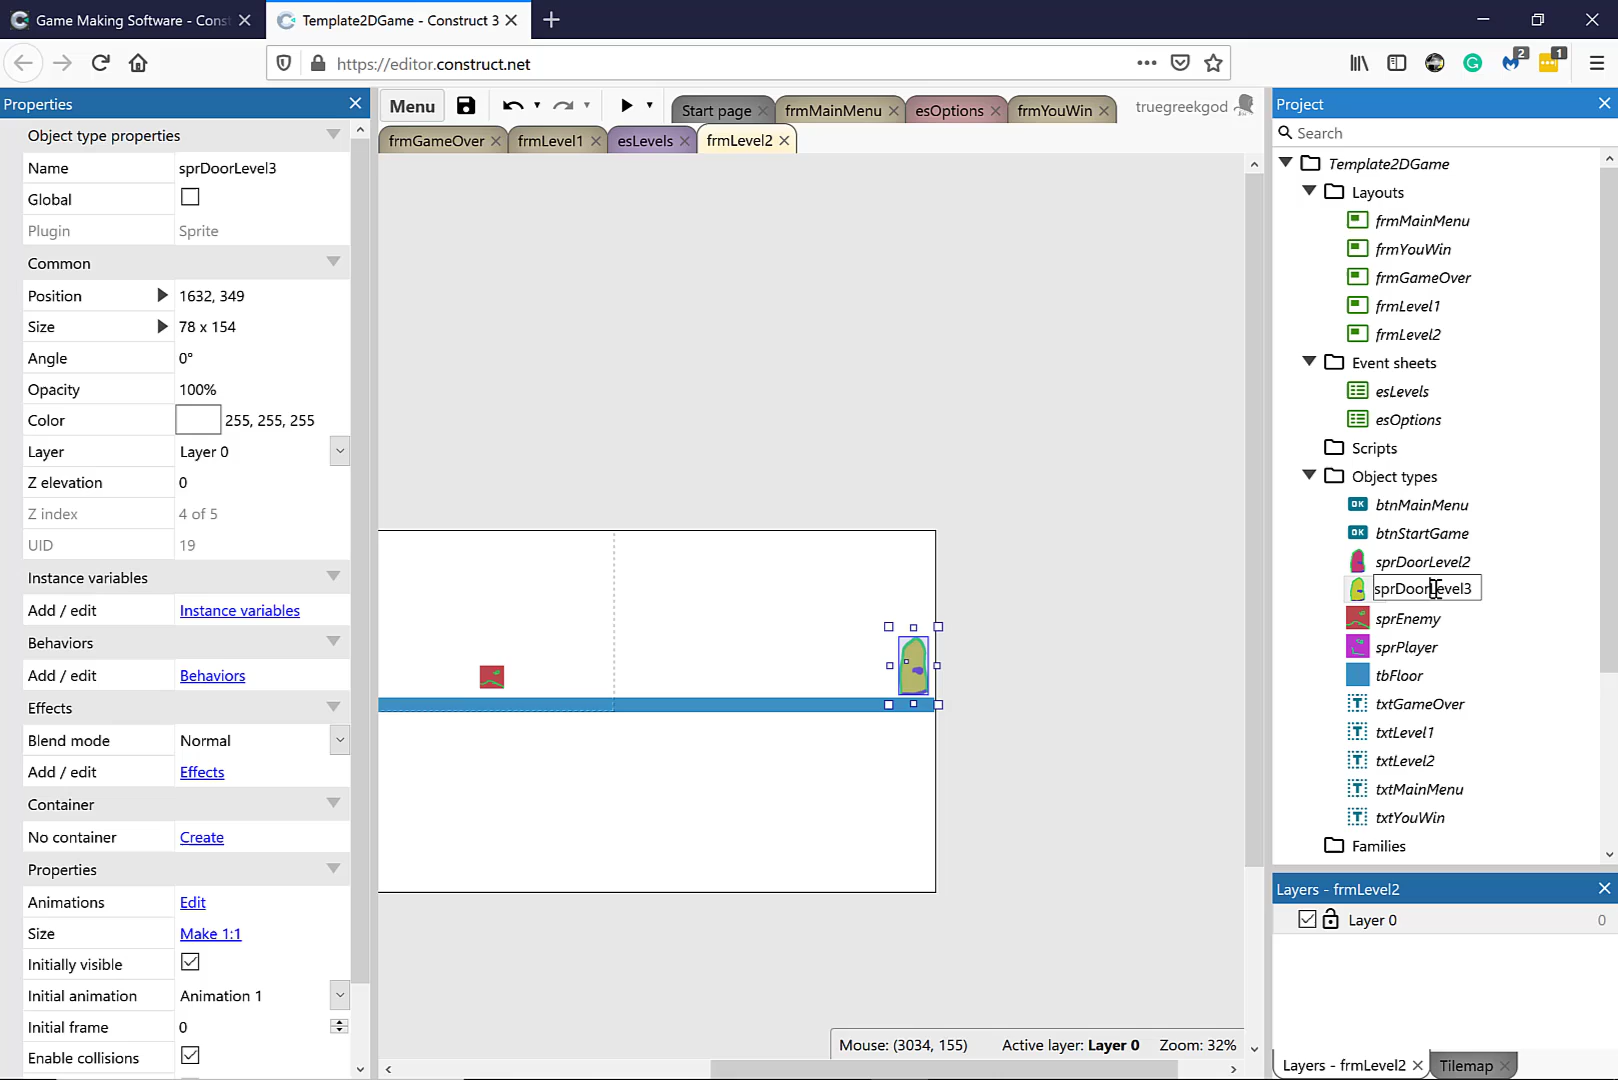 Game Making Software - Cons
Template2DGame - Construct 3
https://editor.construct.net
2
1
Properties
Object type properties
Name sprDoorLevel3
Global
Plugin Sprite
Common
Position 1632, 349
Size 78 x 154
Angle 0°
Opacity 100%
Color 255, 255, 255
Layer Layer 0
Z elevation 0
Z index 4 of 5
UID 19
Instance variables
Add / edit Instance variables
Behaviors
Add / edit Behaviors
Effects
Blend mode Normal
Add / edit Effects
Container
No container Create
Properties
Animations Edit
Size Make 1:1
Initially visible
Initial animation Animation 1
Initial frame 0
Enable collisions
Menu
Start page
frmMainMenu
esOptions
frmYouWin
truegreekgod
frmGameOver
frmLevel1
esLevels
frmLevel2
Mouse: (3034, 155) Active layer: Layer 0 Zoom: 32%
Project
Search
Template2DGame
Layouts
frmMainMenu
frmYouWin
frmGameOver
frmLevel1
frmLevel2
Event sheets
esLevels
esOptions
Scripts
Object types
OK btnMainMenu
OK btnStartGame
sprDoorLevel2
sprDoorLevel3
sprEnemy
sprPlayer
tbFloor
T txtGameOver
T txtLevel1
T txtLevel2
T txtMainMenu
T txtYouWin
Families
Layers - frmLevel2
Layer 0 0
Layers - frmLevel2
Tilemap